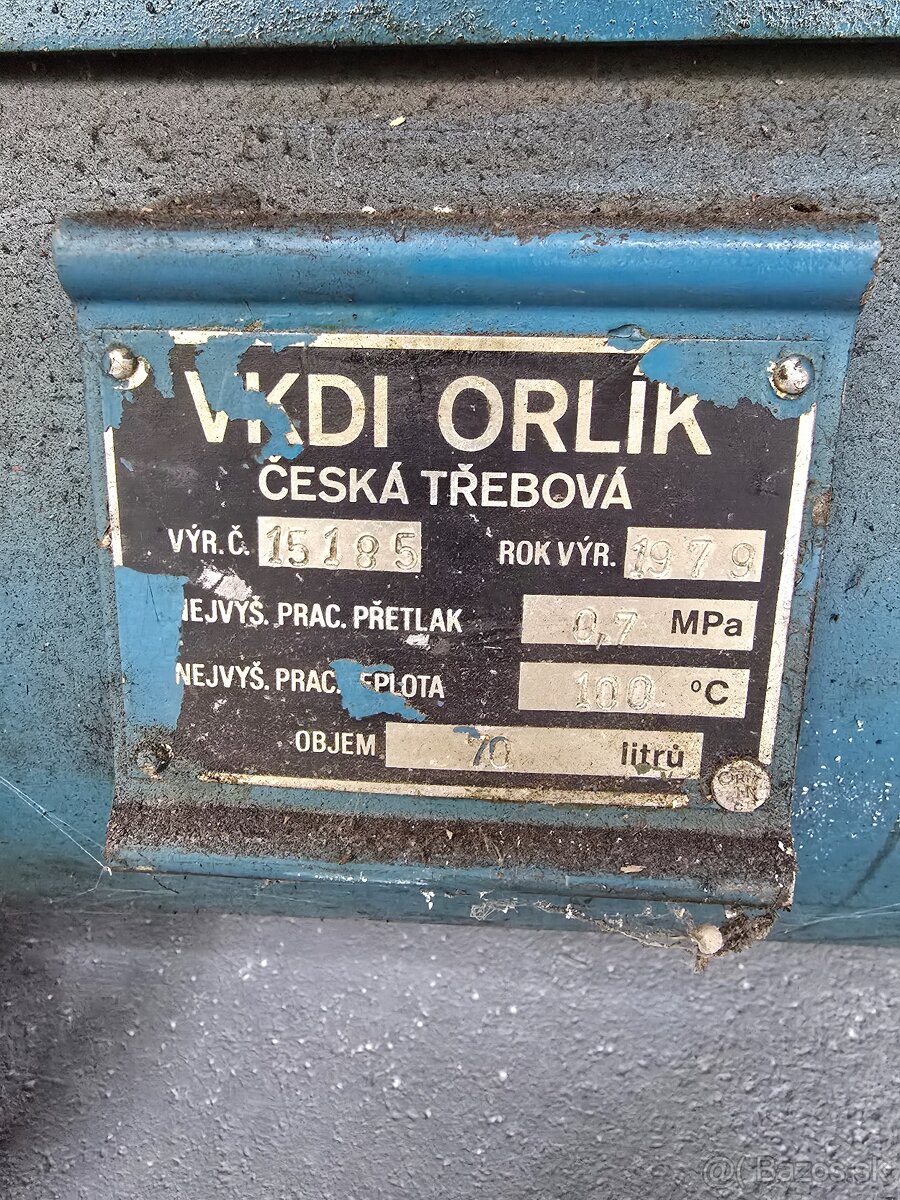 VKDI ORLÍK
ČESKÁ TŘEBOVÁ
VÝR. Č. 15185 ROK VÝR. 1979
NEJVYŠ. PRAC. PŘETLAK 0,7 MPa
NEJVYŠ. PRAC. TEPLOTA 100 °C
OBJEM 70 litrů
@Bazos.sk